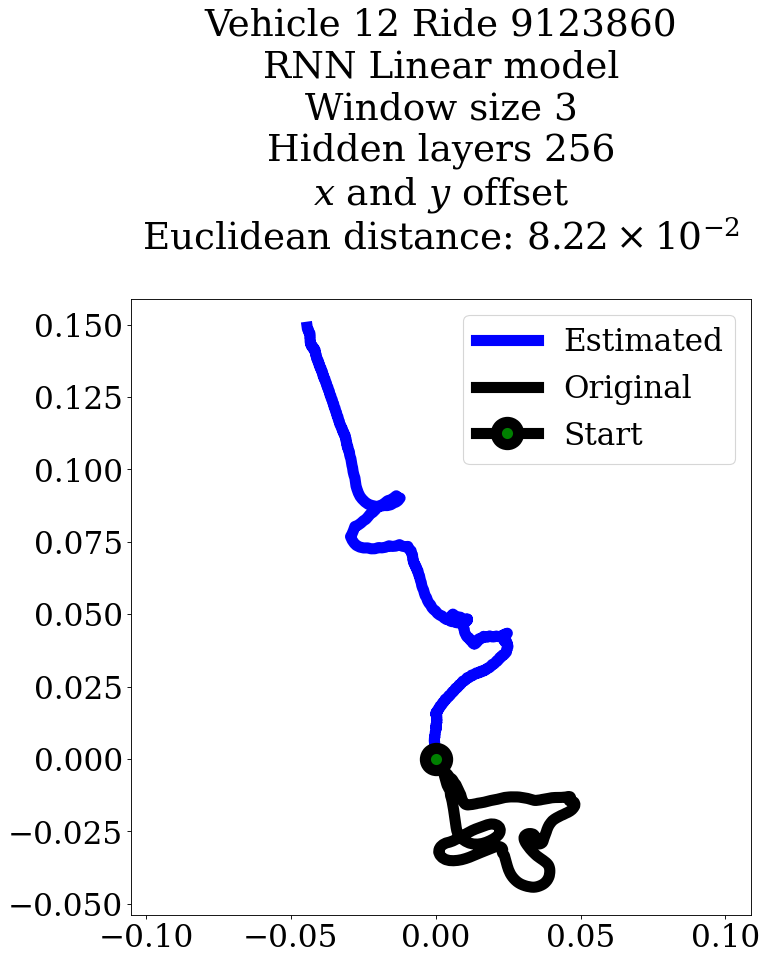 Vehicle 12 Ride 9123860
RNN Linear model
Window size 3
Hidden layers 256
x and y offset
Euclidean distance: 8.22 × 10⁻²
Estimated
Original
Start
0.150
0.125
0.100
0.075
0.050
0.025
0.000
−0.025
−0.050
−0.10 −0.05 0.00 0.05 0.10